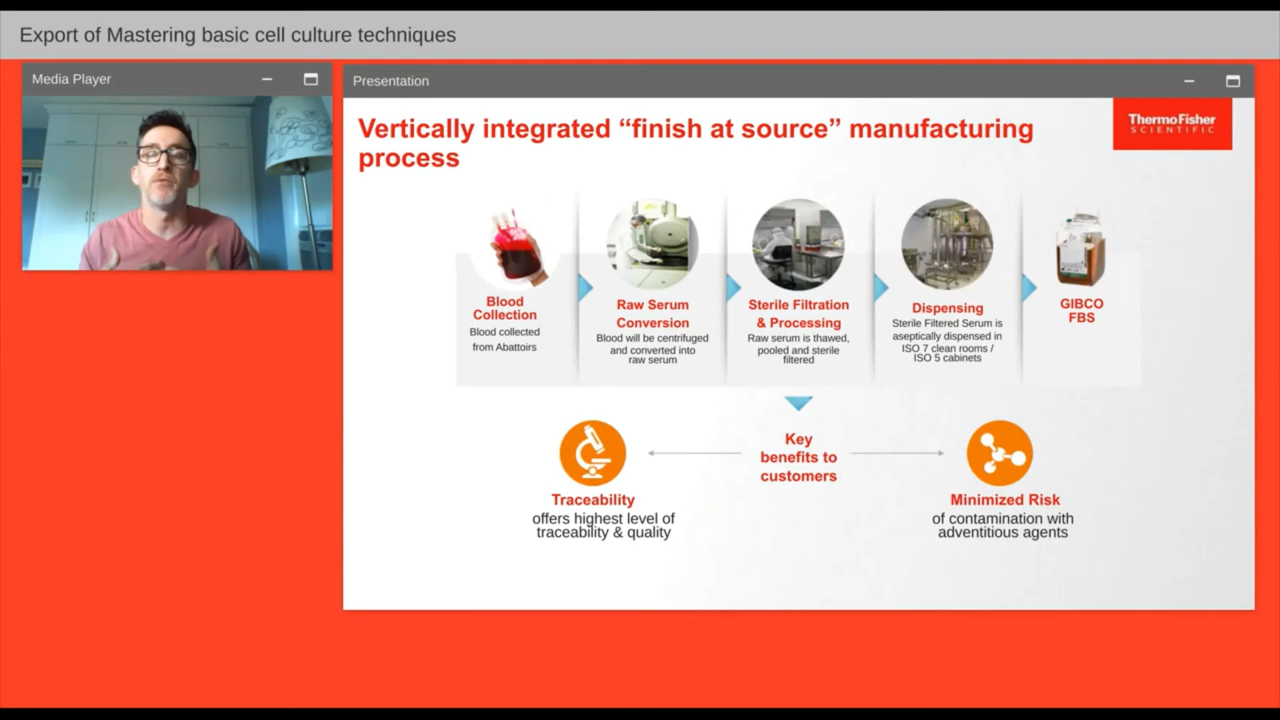 Export of Mastering basic cell culture techniques
Media Player
Presentation
Vertically integrated “finish at source” manufacturing
process
ThermoFisher
SCIENTIFIC
Blood
Collection
Blood collected
from Abattoirs
Raw Serum
Conversion
Blood will be centrifuged
and converted into
raw serum
Sterile Filtration
& Processing
Raw serum is thawed,
pooled and sterile
filtered
Dispensing
Sterile Filtered Serum is
aseptically dispensed in
ISO 7 clean rooms /
ISO 5 cabinets
GIBCO
FBS
Key
benefits to
customers
Traceability
offers highest level of
traceability & quality
Minimized Risk
of contamination with
adventitious agents